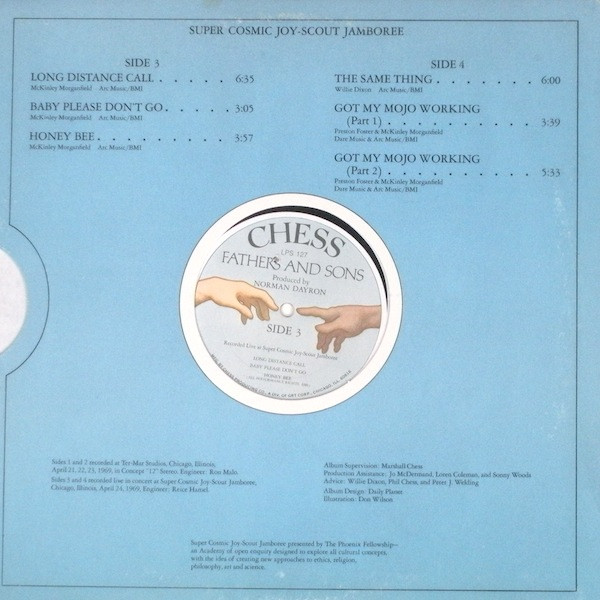 SUPER COSMIC JOY-SCOUT JAMBOREE
SIDE 3
LONG DISTANCE CALL . . . . . . 6:35
McKinley Morganfield Arc Music/BMI
BABY PLEASE DON'T GO . . . . . . 3:05
McKinley Morganfield Arc Music/BMI
HONEY BEE . . . . . . . . . . . 3:57
McKinley Morganfield Arc Music/BMI
SIDE 4
THE SAME THING . . . . . . . . 6:00
Willie Dixon Arc Music/BMI
GOT MY MOJO WORKING
(Part 1) . . . . . . . . . . . . 3:39
Preston Foster & McKinley Morganfield
Dare Music & Arc Music/BMI
GOT MY MOJO WORKING
(Part 2) . . . . . . . . . . . . 5:33
Preston Foster & McKinley Morganfield
Dare Music & Arc Music/BMI
CHESS
LPS 127
FATHERS AND SONS
Produced by
NORMAN DAYRON
SIDE 3
Recorded Live at Super Cosmic Joy-Scout Jamboree
LONG DISTANCE CALL
BABY PLEASE DON'T GO
HONEY BEE
Sides 1 and 2 recorded at Ter-Mar Studios, Chicago, Illinois,
April 21, 22, 23, 1969, in Concept "12" Stereo. Engineer: Ron Malo.
Sides 3 and 4 recorded live in concert at Super Cosmic Joy-Scout Jamboree,
Chicago, Illinois, April 24, 1969. Engineer: Reice Hamel.
Album Supervision: Marshall Chess
Production Assistance: Jo McDermand, Loren Coleman, and Sonny Woods
Advice: Willie Dixon, Phil Chess, and Peter J. Welding
Album Design: Daily Planet
Illustration: Don Wilson
Super Cosmic Joy-Scout Jamboree presented by The Phoenix Fellowship—
an Academy of open enquiry designed to explore all cultural concepts,
with the idea of creating new approaches to ethics, religion,
philosophy, art and science.